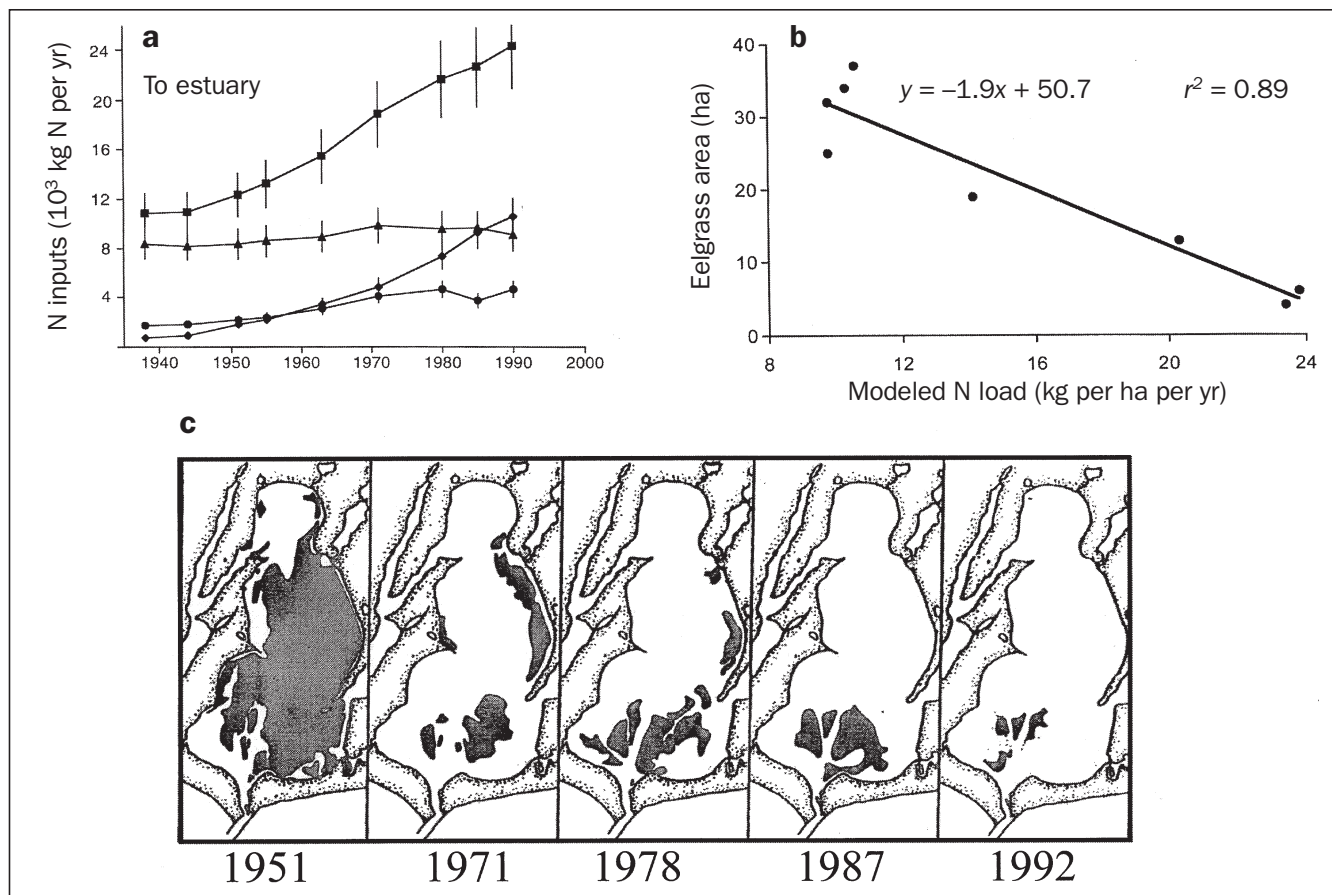 a
To estuary
N inputs (10³ kg N per yr)
24
20
16
12
8
4
1940 1950 1960 1970 1980 1990 2000
b
y = –1.9x + 50.7 r² = 0.89
Eelgrass area (ha)
40
30
20
10
0
8 12 16 20 24
Modeled N load (kg per ha per yr)
c
1951 1971 1978 1987 1992